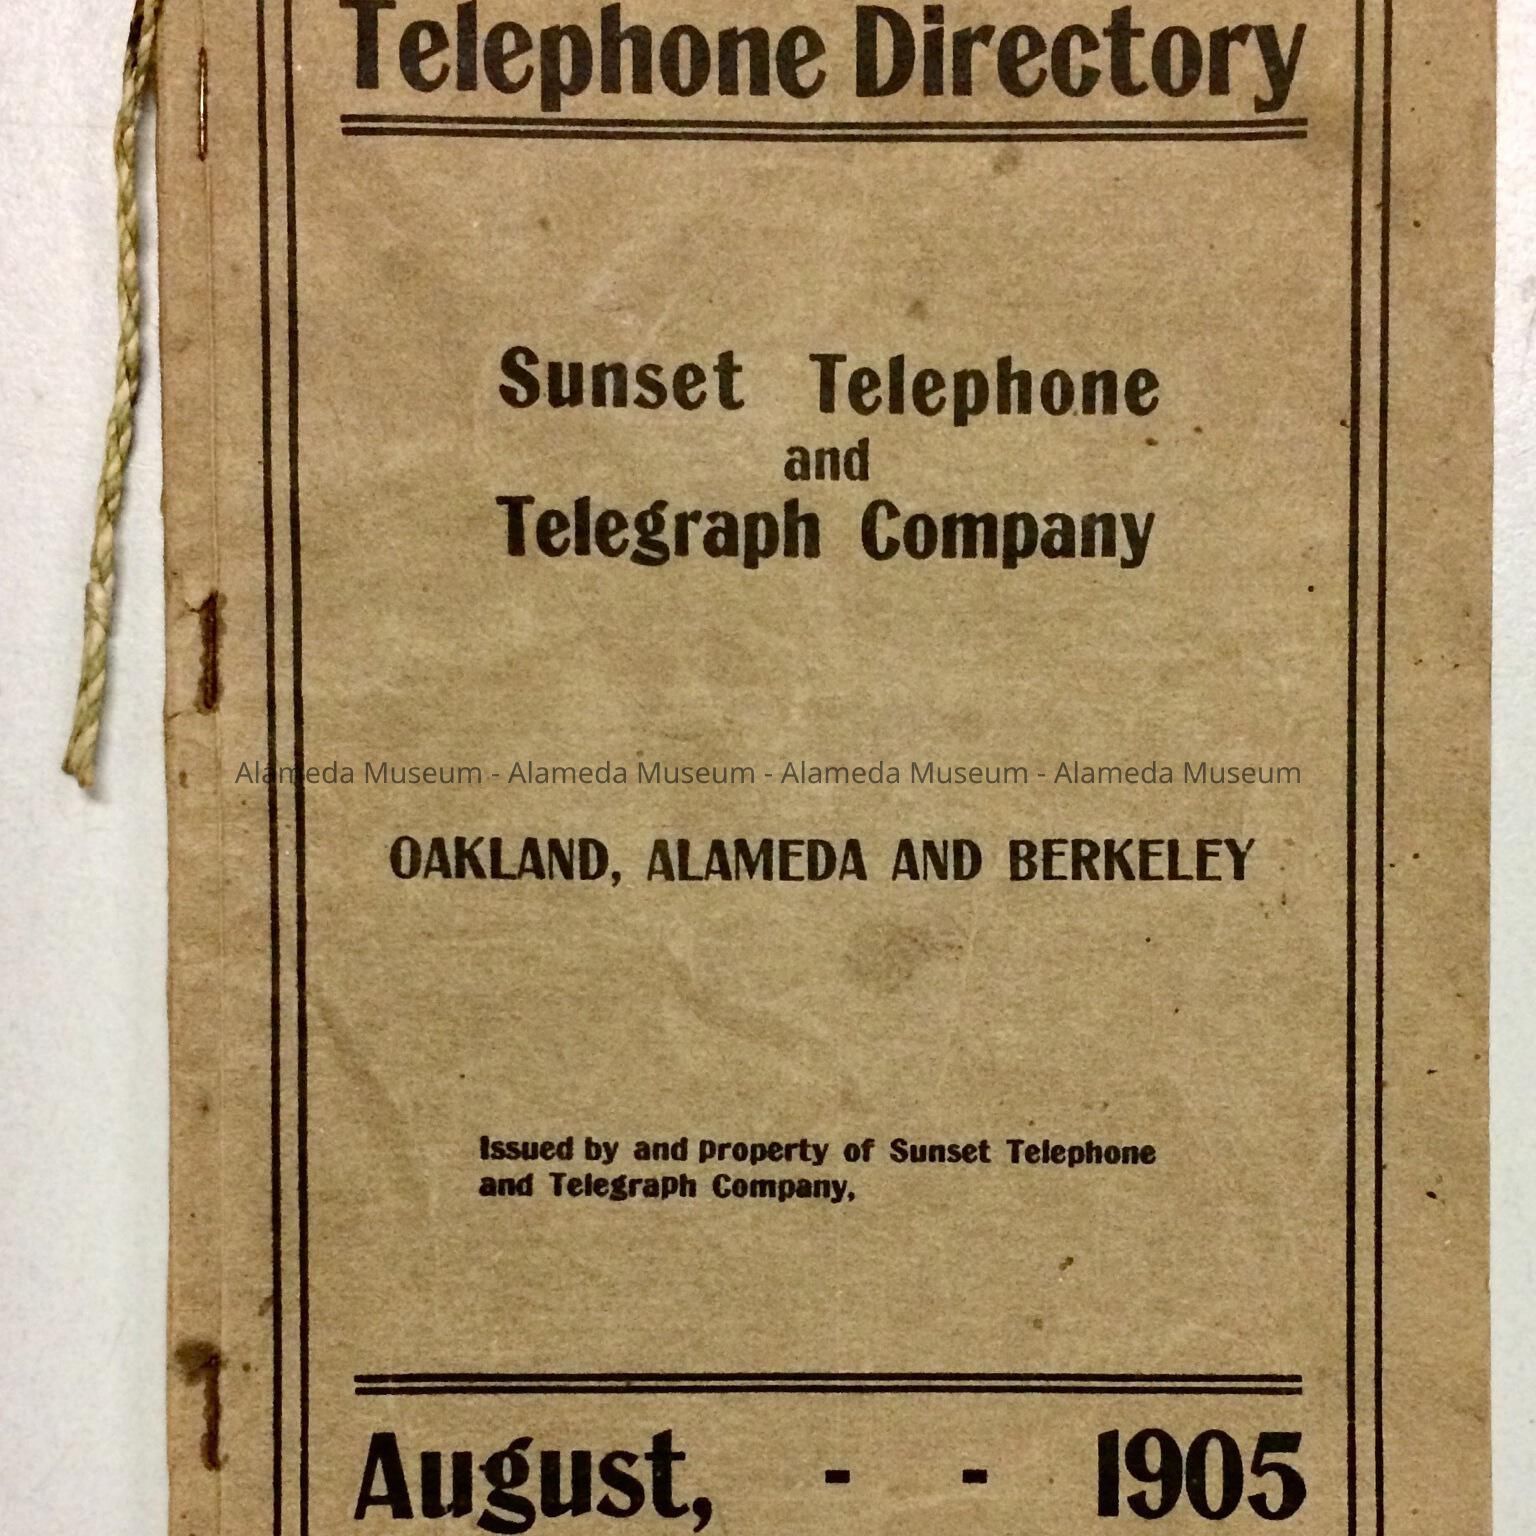 Telephone Directory
Sunset Telephone
and
Telegraph Company
Alameda Museum - Alameda Museum - Alameda Museum - Alameda Museum
OAKLAND, ALAMEDA AND BERKELEY
Issued by and property of Sunset Telephone
and Telegraph Company,
August, - - 1905